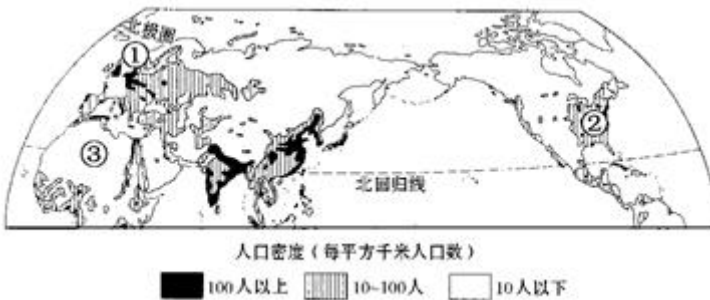 北极圈
①
②
③
北回归线
人口密度（每平方千米人口数）
100人以上 10~100人 10人以下